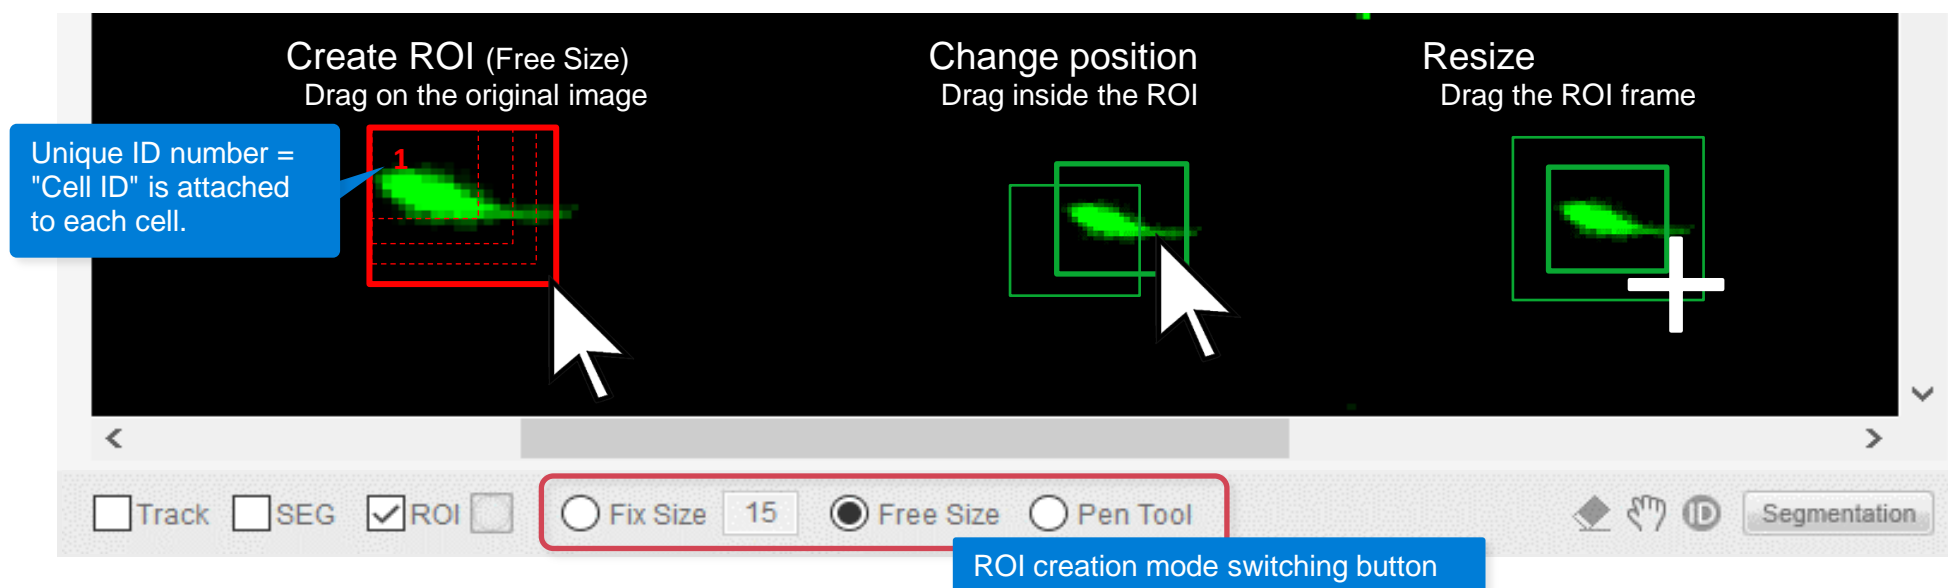 Create ROI (Free Size)
Drag on the original image
Change position
Drag inside the ROI
Resize
Drag the ROI frame
Unique ID number =
"Cell ID" is attached
to each cell.
1
Track SEG ROI Fix Size 15 Free Size Pen Tool ID Segmentation
ROI creation mode switching button